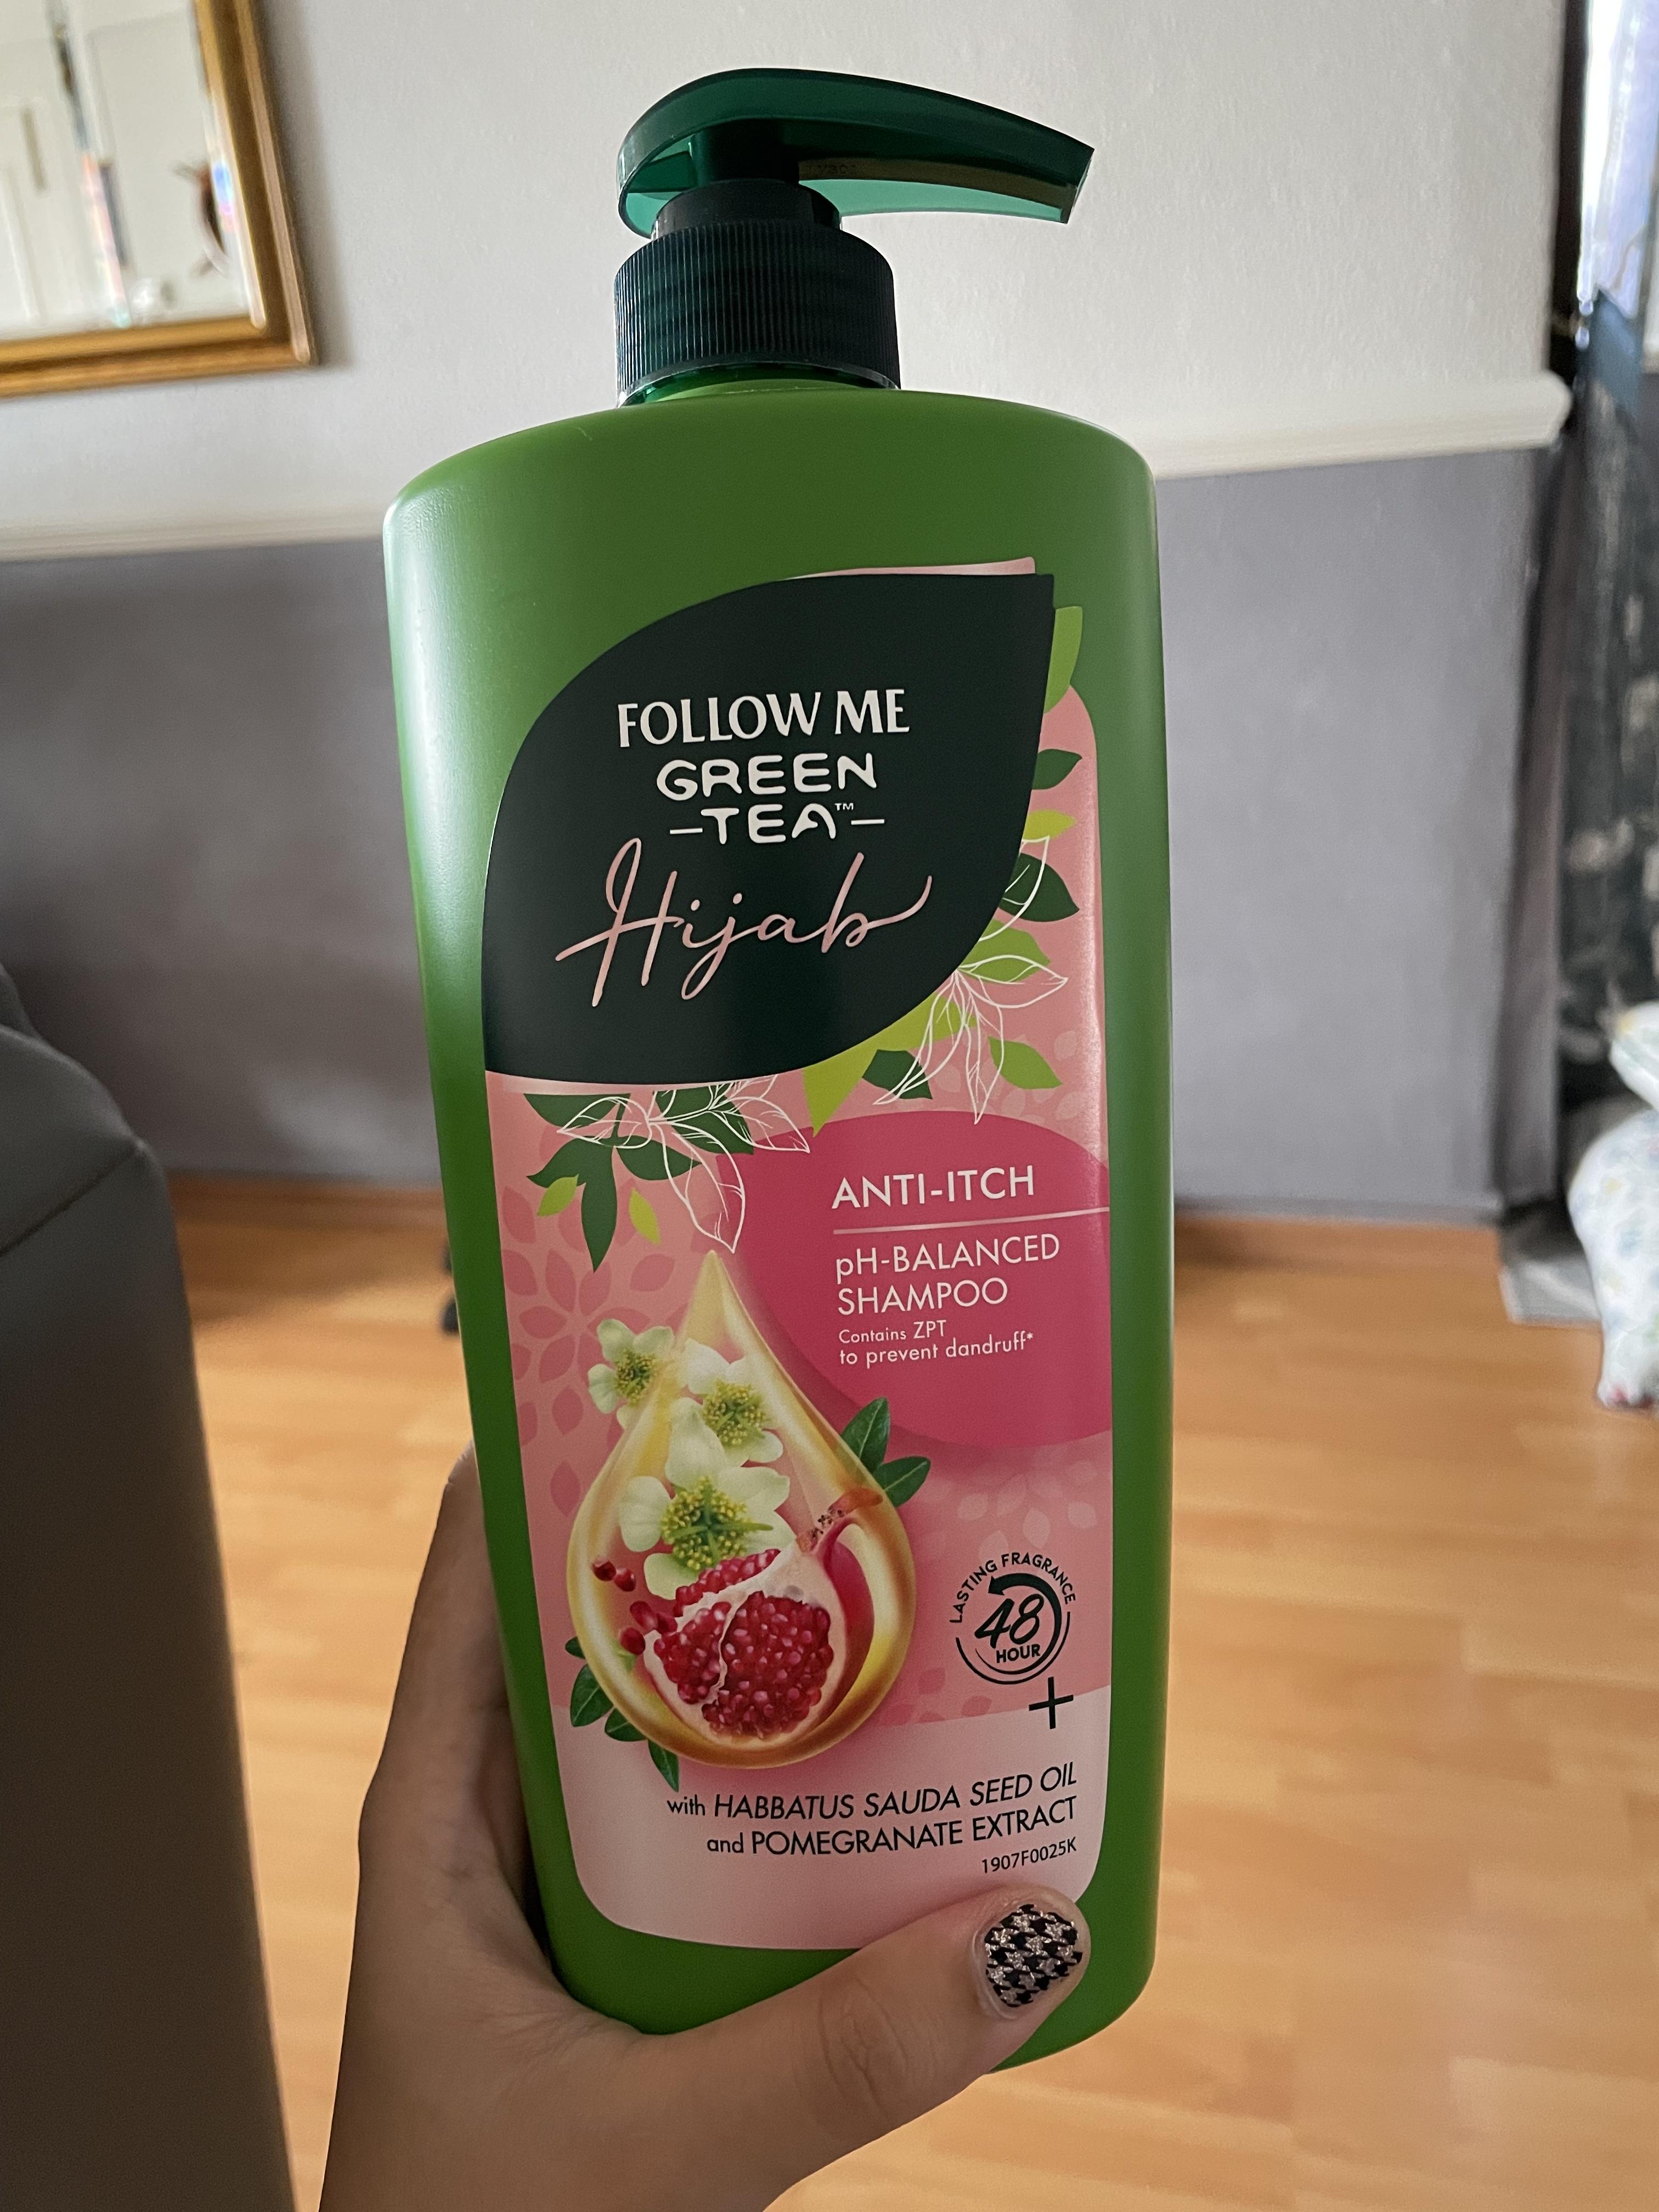 FOLLOW ME
GREEN
-TEA™-
Hijab
ANTI-ITCH
pH-BALANCED
SHAMPOO
Contains ZPT
to prevent dandruff*
LASTING FRAGRANCE
48
HOUR
+
with HABBATUS SAUDA SEED OIL
and POMEGRANATE EXTRACT
1907F0025K